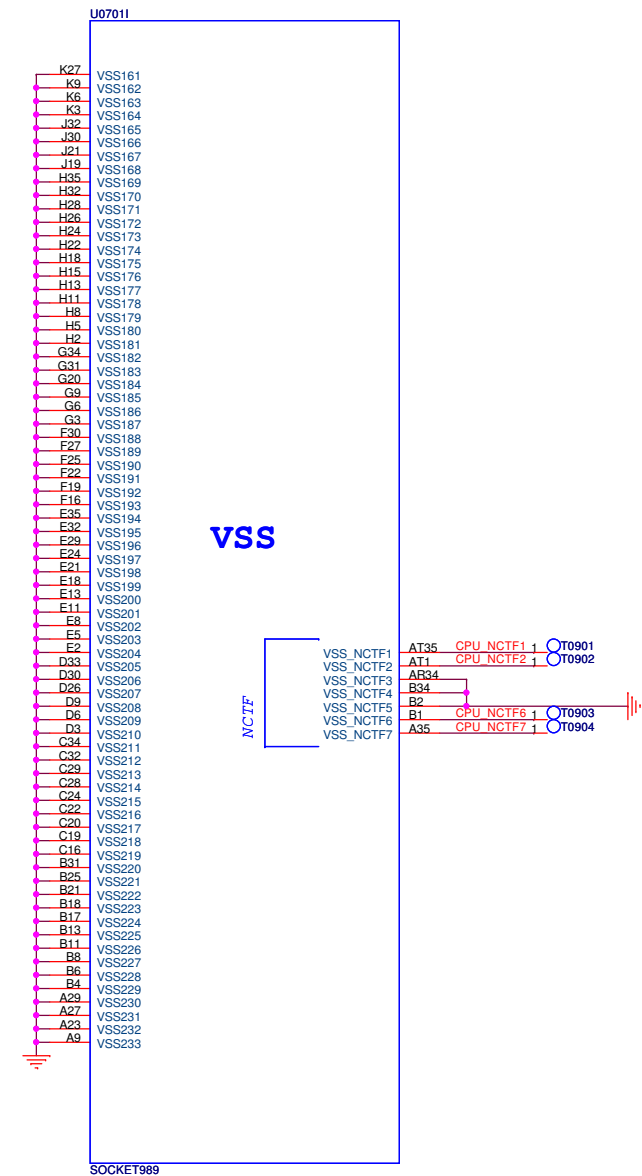 U0701I
K27 VSS161
K9 VSS162
K6 VSS163
K3 VSS164
J32 VSS165
J30 VSS166
J21 VSS167
J19 VSS168
H35 VSS169
H32 VSS170
H28 VSS171
H26 VSS172
H24 VSS173
H22 VSS174
H18 VSS175
H15 VSS176
H13 VSS177
H11 VSS178
H8 VSS179
H5 VSS180
H2 VSS181
G34 VSS182
G31 VSS183
G20 VSS184
G9 VSS185
G6 VSS186
G3 VSS187
F30 VSS188
F27 VSS189
F25 VSS190
F22 VSS191
F19 VSS192
F16 VSS193
E35 VSS194
E32 VSS195
E29 VSS196
E24 VSS197
E21 VSS198
E18 VSS199
E13 VSS200
E11 VSS201
E8 VSS202
E5 VSS203
E2 VSS204
D33 VSS205
D30 VSS206
D26 VSS207
D9 VSS208
D6 VSS209
D3 VSS210
C34 VSS211
C32 VSS212
C29 VSS213
C28 VSS214
C24 VSS215
C22 VSS216
C20 VSS217
C19 VSS218
C16 VSS219
B31 VSS220
B25 VSS221
B21 VSS222
B18 VSS223
B17 VSS224
B13 VSS225
B11 VSS226
B8 VSS227
B6 VSS228
B4 VSS229
A29 VSS230
A27 VSS231
A23 VSS232
A9 VSS233
VSS
NCTF
VSS_NCTF1 AT35 CPU_NCTF1 1 T0901
VSS_NCTF2 AT1 CPU_NCTF2 1 T0902
VSS_NCTF3 AR34
VSS_NCTF4 B34
VSS_NCTF5 B2
VSS_NCTF6 B1 CPU_NCTF6 1 T0903
VSS_NCTF7 A35 CPU_NCTF7 1 T0904
SOCKET989